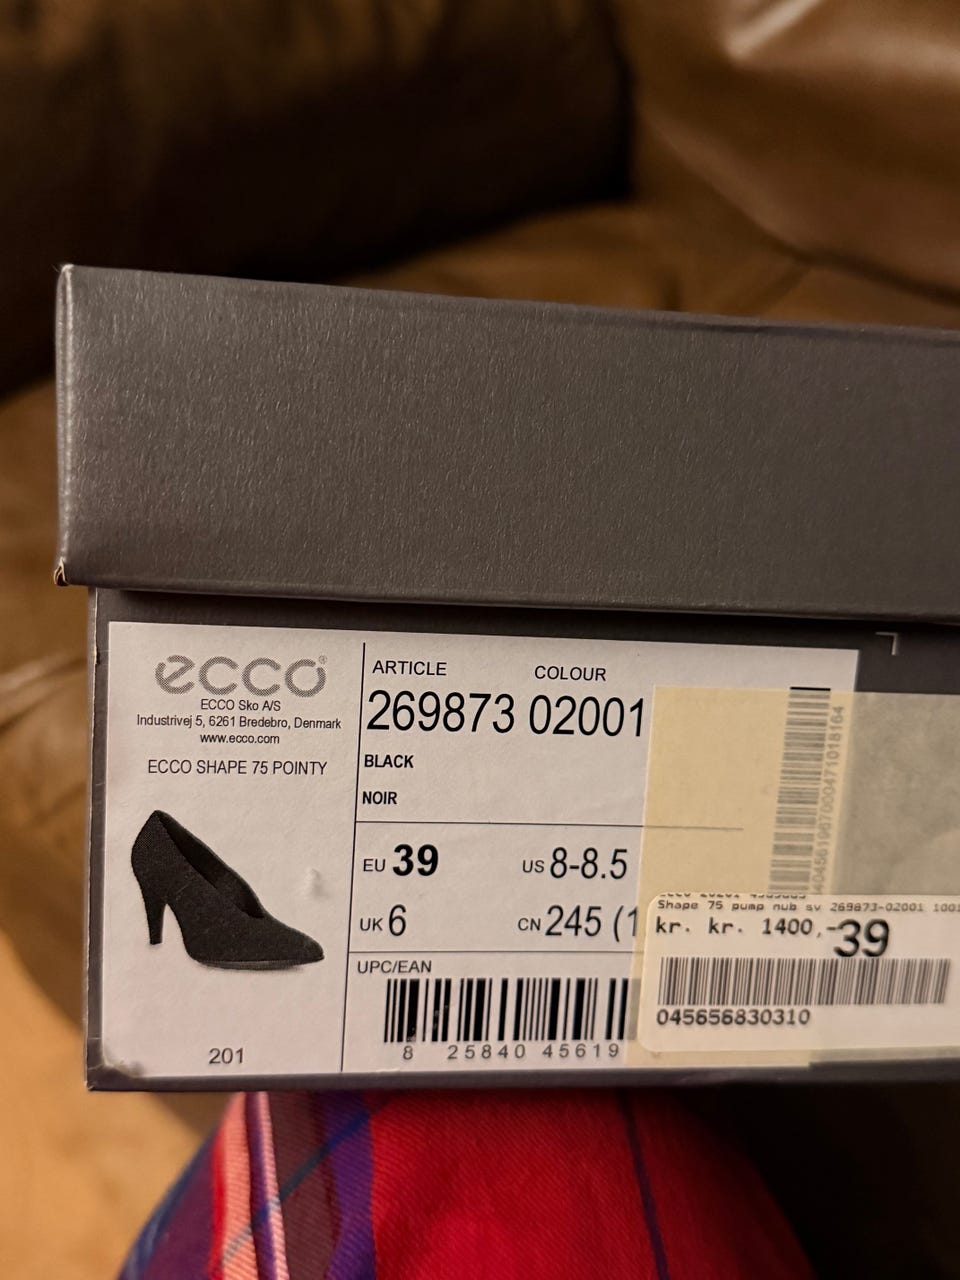 ecco®
ECCO Sko A/S
Industrivej 5, 6261 Bredebro, Denmark
www.ecco.com
ECCO SHAPE 75 POINTY
201
ARTICLE COLOUR
269873 02001
BLACK
NOIR
EU 39 US 8-8.5
UK 6 CN 245 (1
UPC/EAN
8 25840 45619
Shape 75 pump nub sv 269873-02001 1001
kr. kr. 1400,-39
045656830310